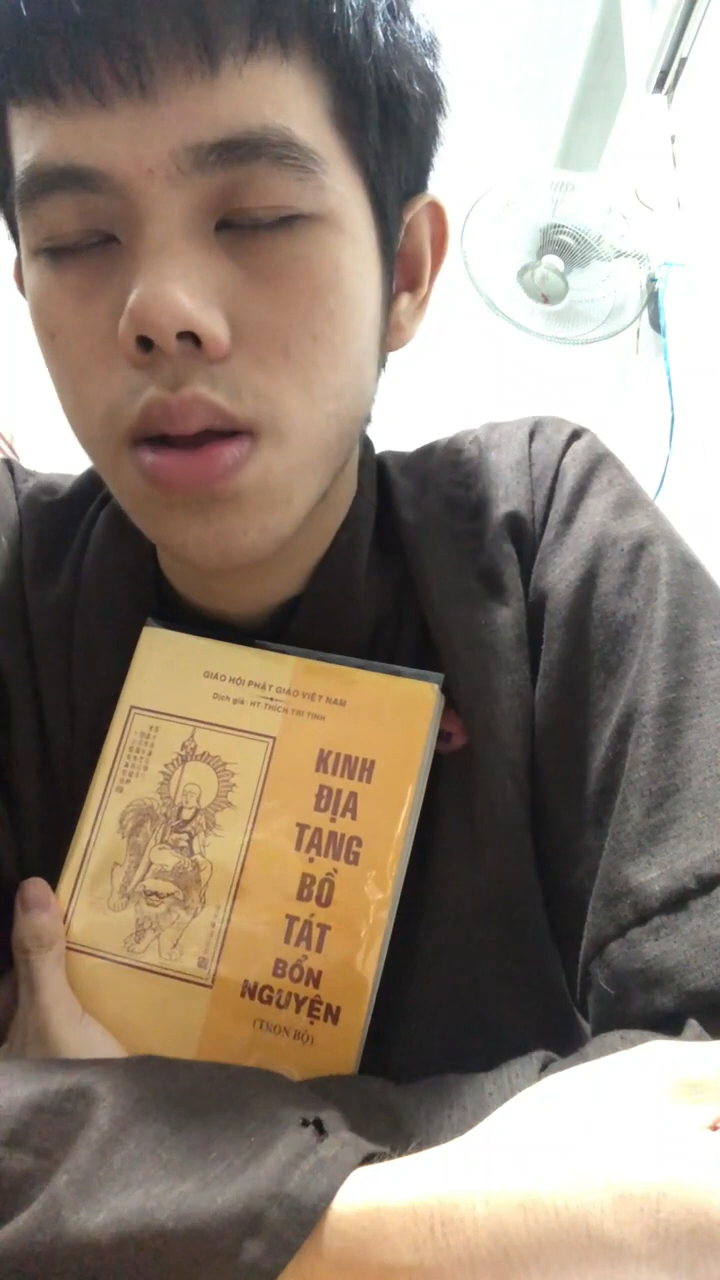 GIÁO HỘI PHẬT GIÁO VIỆT NAM
Dịch giả: HT. THÍCH TRÍ TỊNH
KINH
ĐỊA
TẠNG
BỒ
TÁT
BỔN
NGUYỆN
(TRỌN BỘ)